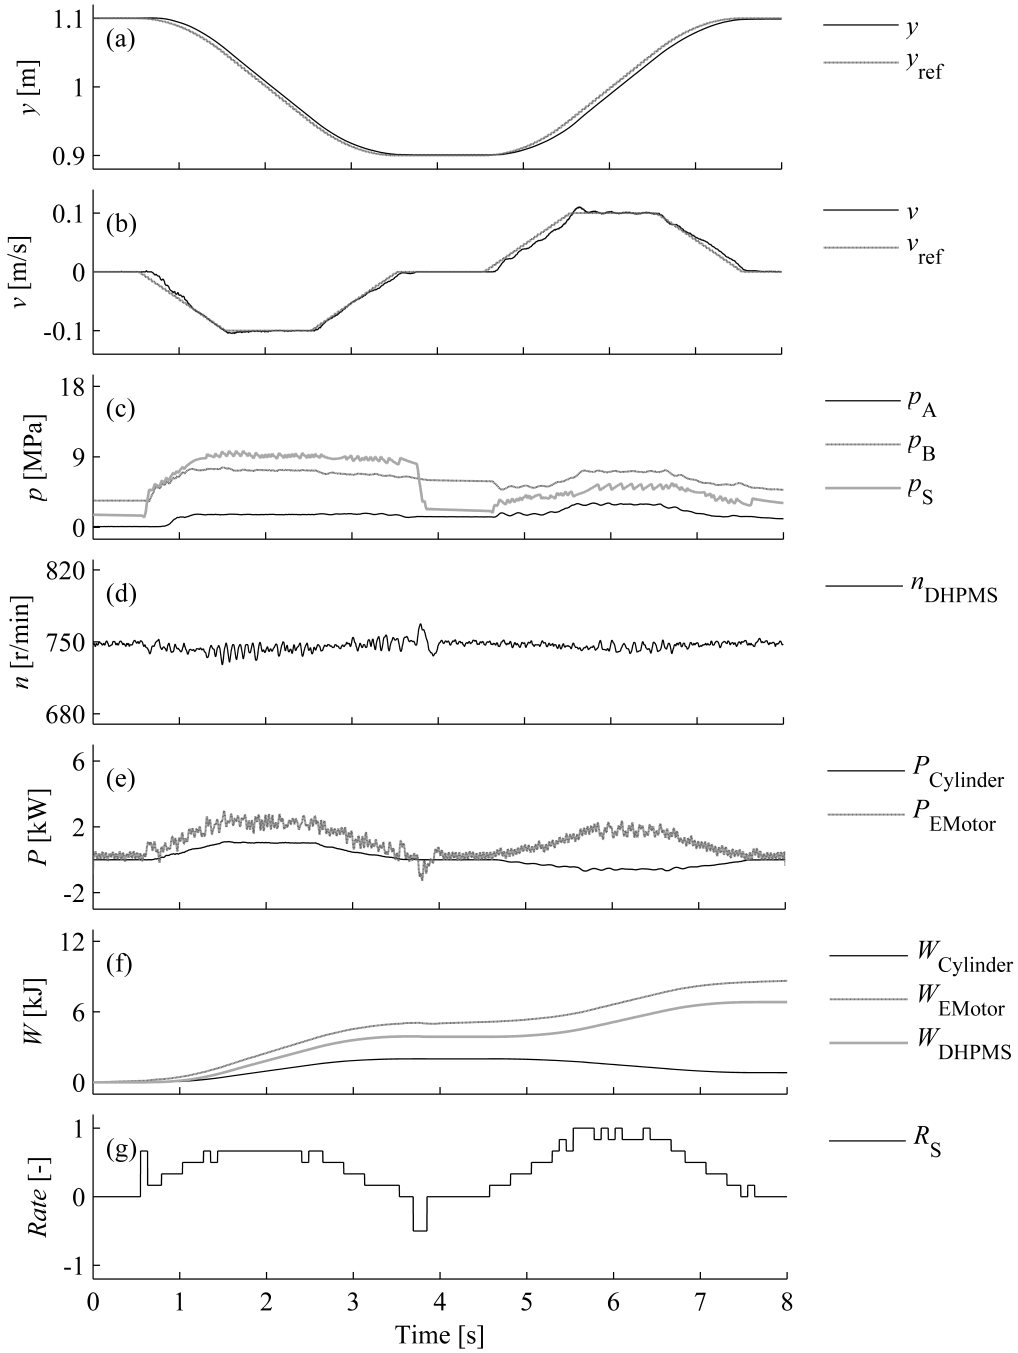 1.1
(a)
y
y [m]
y_ref
1
0.9
0.1
(b)
v
v [m/s]
v_ref
0
-0.1
18
(c)
p_A
p [MPa]
9
p_B
p_S
0
820
(d)
n_DHPMS
n [r/min]
750
680
6
(e)
P_Cylinder
P [kW]
2
P_EMotor
-2
12
(f)
W_Cylinder
W [kJ]
6
W_EMotor
W_DHPMS
0
1
(g)
R_S
Rate [-]
0
-1
0 1 2 3 4 5 6 7 8
Time [s]